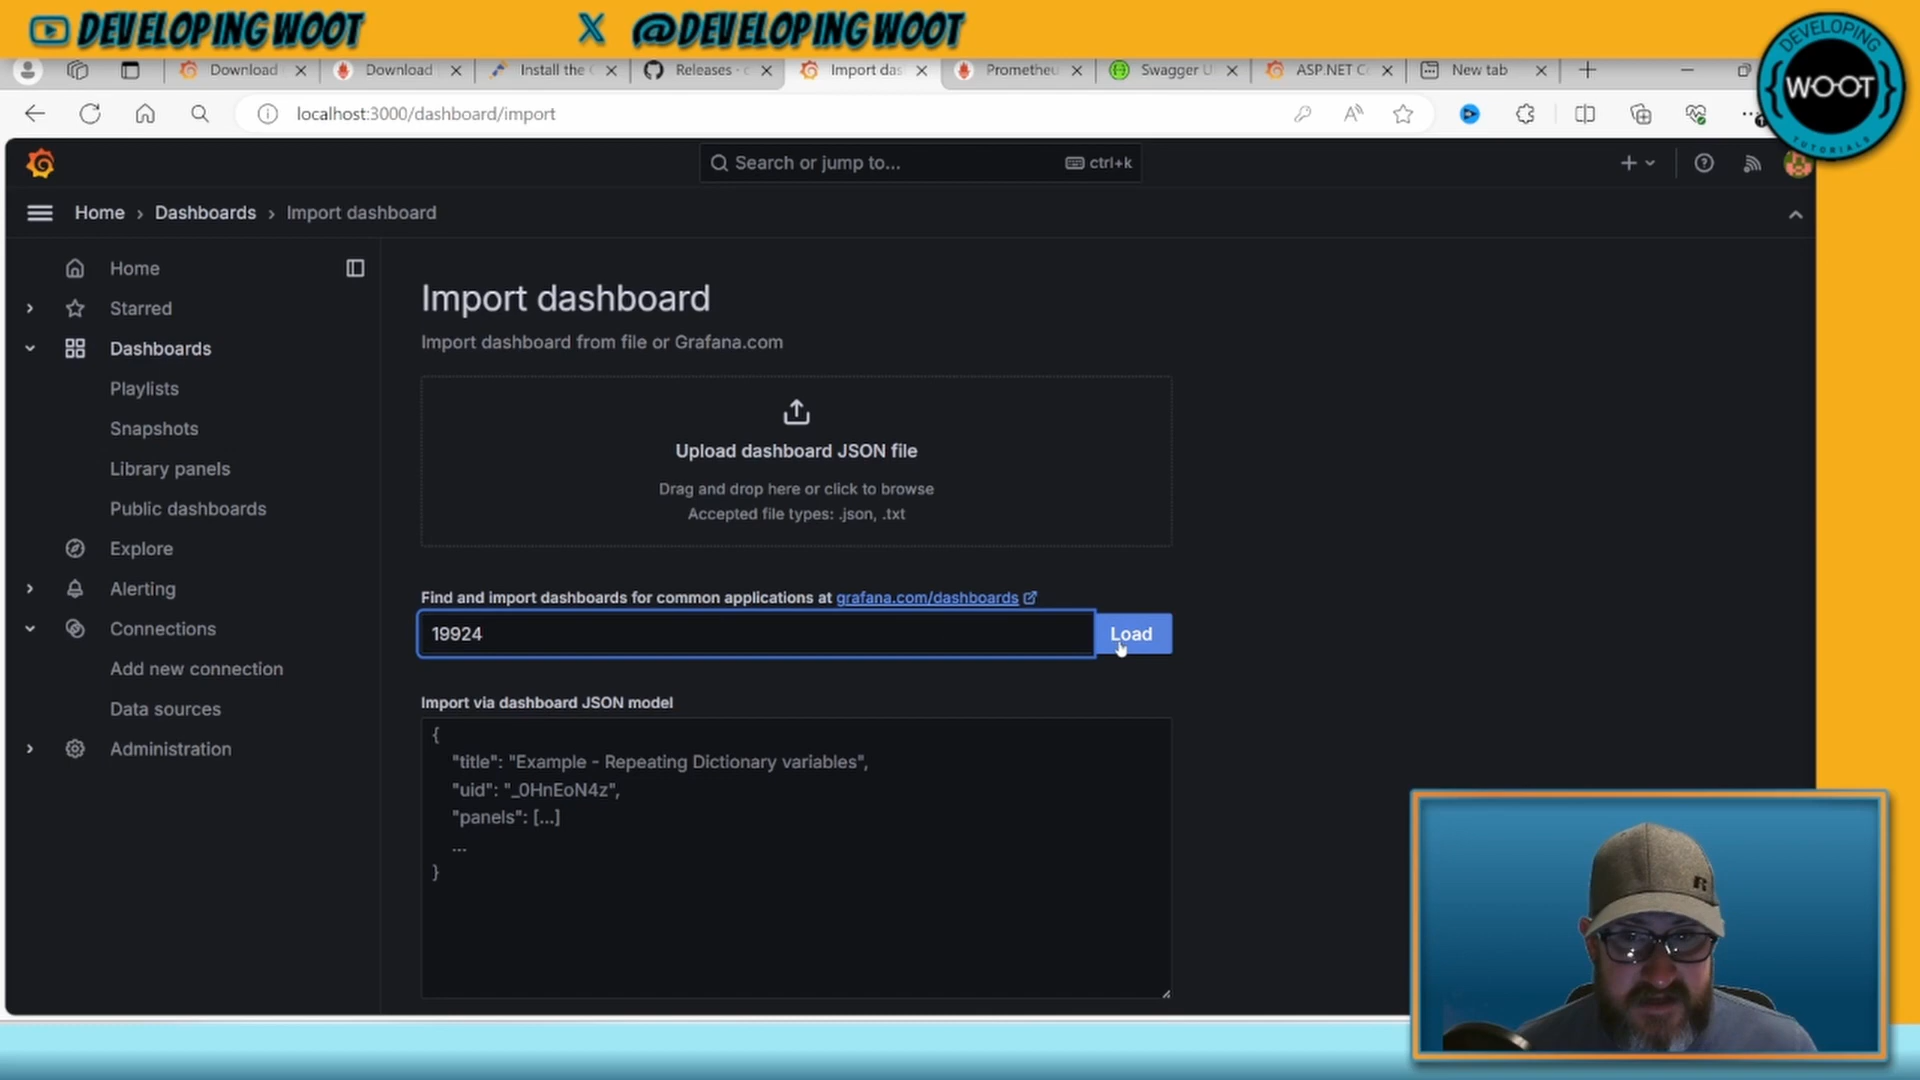 DEVELOPINGWOOT
@DEVELOPINGWOOT
DEVELOPING
WOOT
TUTORIALS
Download
Download
Install the
Releases
Import das
Prometheu
Swagger U
ASP.NET C
New tab
localhost:3000/dashboard/import
Search or jump to...
ctrl+k
Home › Dashboards › Import dashboard
Home
Starred
Dashboards
Playlists
Snapshots
Library panels
Public dashboards
Explore
Alerting
Connections
Add new connection
Data sources
Administration
Import dashboard
Import dashboard from file or Grafana.com
Upload dashboard JSON file
Drag and drop here or click to browse
Accepted file types: .json, .txt
Find and import dashboards for common applications at grafana.com/dashboards
19924
Load
Import via dashboard JSON model
{
"title": "Example - Repeating Dictionary variables",
"uid": "_0HnEoN4z",
"panels": [...]
...
}